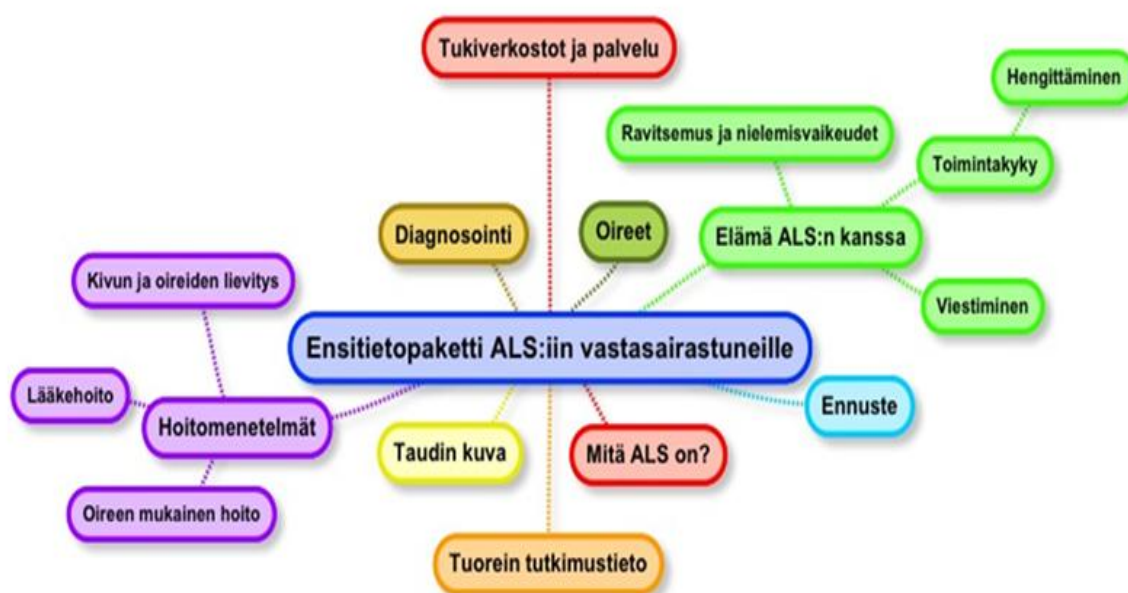 Tukiverkostot ja palvelu
Hengittäminen
Ravitsemus ja nielemisvaikeudet
Toimintakyky
Diagnosointi
Oireet
Elämä ALS:n kanssa
Kivun ja oireiden lievitys
Viestiminen
Ensitietopaketti ALS:iin vastasairastuneille
Lääkehoito
Hoitomenetelmät
Taudin kuva
Mitä ALS on?
Ennuste
Oireen mukainen hoito
Tuorein tutkimustieto